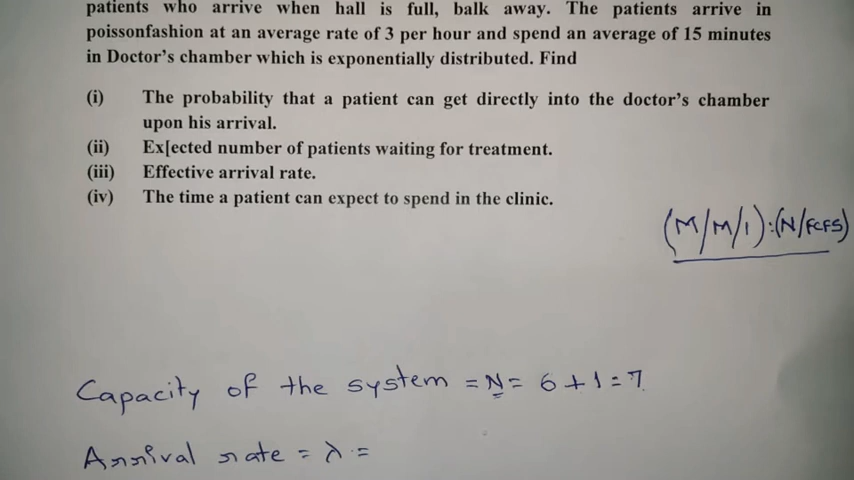 patients who arrive when hall is full, balk away. The patients arrive in
poissonfashion at an average rate of 3 per hour and spend an average of 15 minutes
in Doctor's chamber which is exponentially distributed. Find
(i) The probability that a patient can get directly into the doctor's chamber
upon his arrival.
(ii) Ex[ected number of patients waiting for treatment.
(iii) Effective arrival rate.
(iv) The time a patient can expect to spend in the clinic.
(M/M/1):(N/FCFS)
Capacity of the system = N = 6+1=7
Arrival rate = λ =